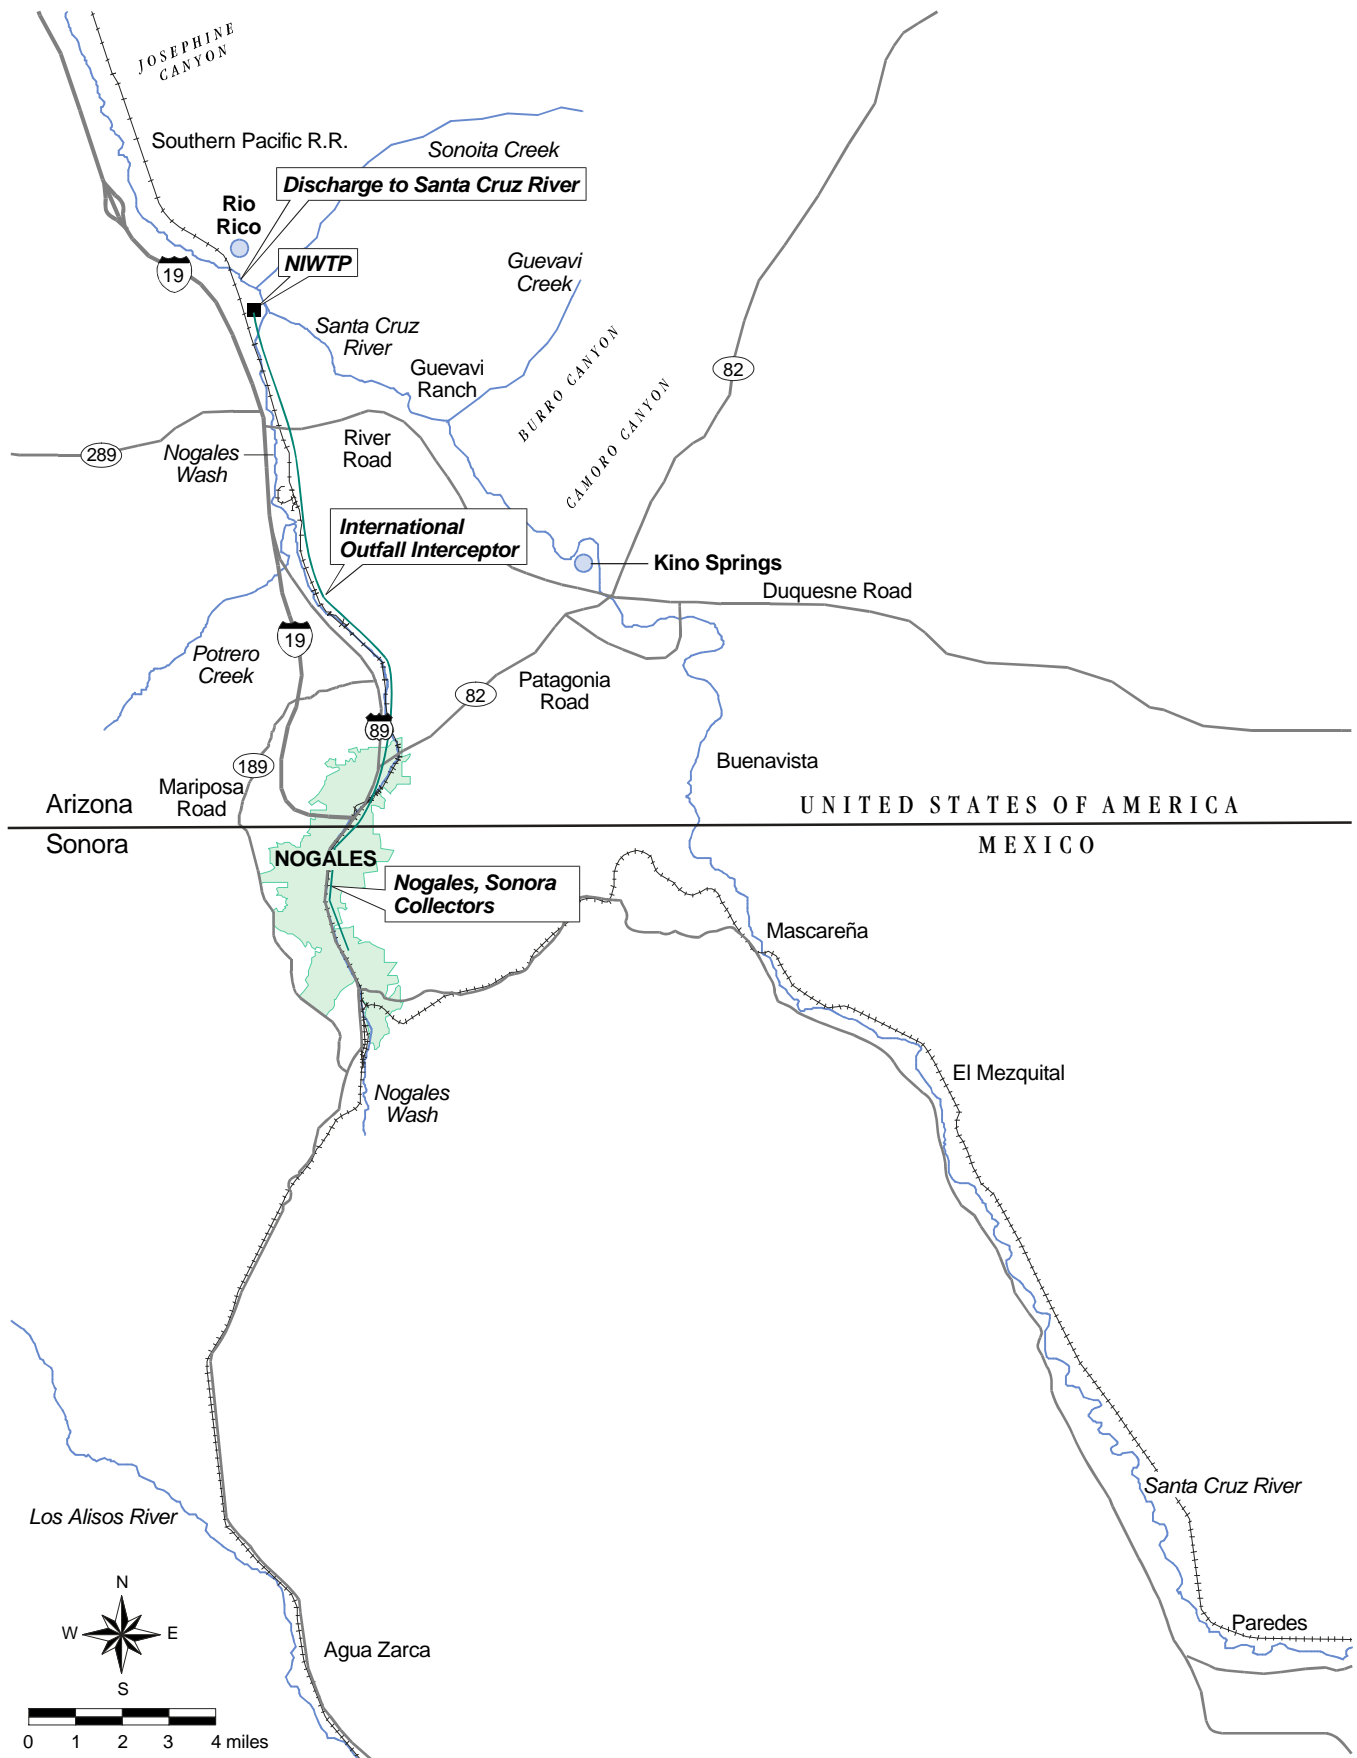 JOSEPHINE
CANYON
Southern Pacific R.R.
Sonoita Creek
Discharge to Santa Cruz River
Rio
Rico
NIWTP
Guevavi
Creek
19
Santa Cruz
River
Guevavi
Ranch
BURRO CANYON
82
CAMORO CANYON
289
Nogales
Wash
River
Road
International
Outfall Interceptor
Kino Springs
Duquesne Road
19
Potrero
Creek
82
Patagonia
Road
89
189
Mariposa
Road
Buenavista
Arizona
UNITED STATES OF AMERICA
Sonora
MEXICO
NOGALES
Nogales, Sonora
Collectors
Mascareña
El Mezquital
Nogales
Wash
Santa Cruz River
Los Alisos River
N
W E
S
Paredes
Agua Zarca
0 1 2 3 4 miles